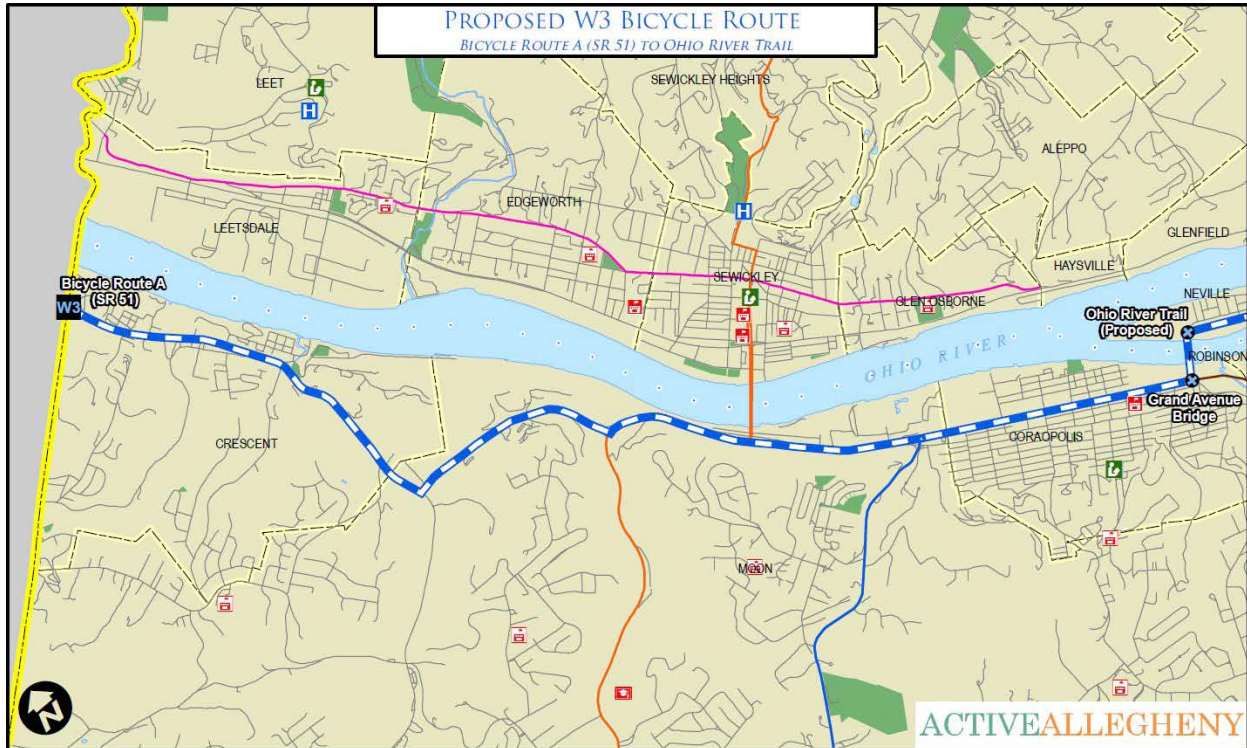 PROPOSED W3 BICYCLE ROUTE
BICYCLE ROUTE A (SR 51) TO OHIO RIVER TRAIL
SEWICKLEY HEIGHTS
LEET
H
ALEPPO
EDGEWORTH
H
LEETSDALE
GLENFIELD
HAYSVILLE
SEWICKLEY
Bicycle Route A
(SR 51)
W3
GLEN OSBORNE
NEVILLE
Ohio River Trail
(Proposed)
OHIO RIVER
ROBINSON
Grand Avenue
Bridge
CRESCENT
CORAOPOLIS
MOON
N
ACTIVEALLEGHENY